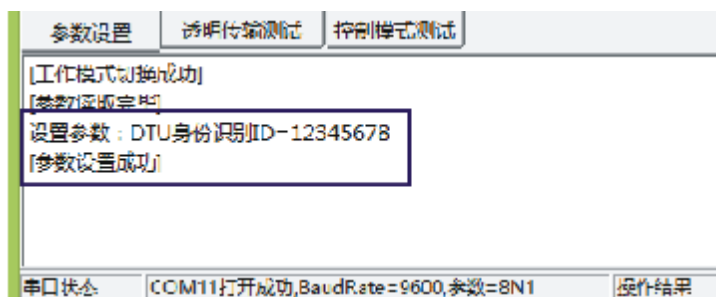 参数设置 透明传输测试 控制模式测试
[工作模式切换成功]
[参数读取完毕]
设置参数：DTU身份识别ID=12345678
[参数设置成功]
串口状态 COM11打开成功,BaudRate=9600,参数=8N1 操作结果